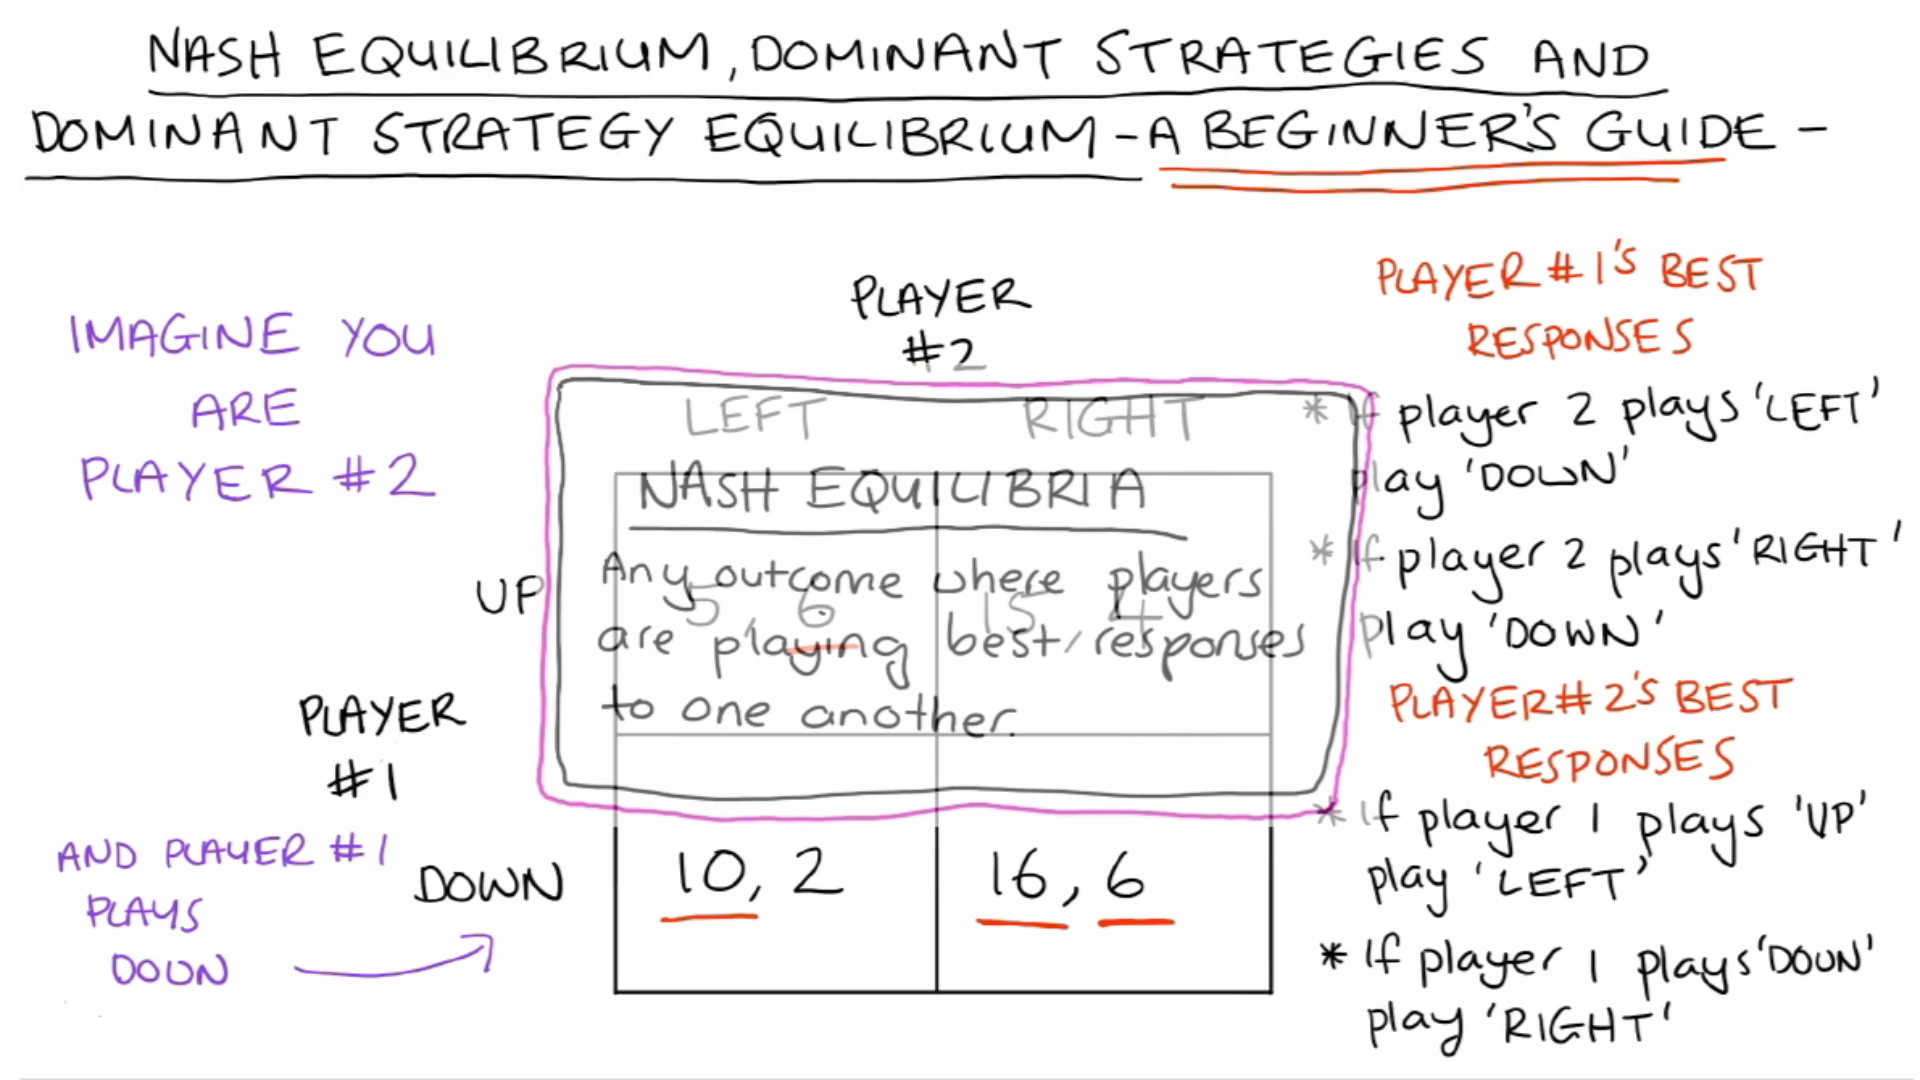 NASH EQUILIBRIUM, DOMINANT STRATEGIES AND
DOMINANT STRATEGY EQUILIBRIUM - A BEGINNER'S GUIDE -
IMAGINE YOU
ARE
PLAYER #2
PLAYER
#2
LEFT RIGHT
NASH EQUILIBRIA
Any outcome where players
are playing best responses
to one another.
UP
5, 6
15, 4
PLAYER
#1
AND PLAYER #1
PLAYS
DOWN
DOWN
10, 2
16, 6
PLAYER #1'S BEST
RESPONSES
* If player 2 plays 'LEFT'
play 'DOWN'
* If player 2 plays 'RIGHT'
play 'DOWN'
PLAYER #2'S BEST
RESPONSES
* If player 1 plays 'UP'
play 'LEFT'
* If player 1 plays 'DOWN'
play 'RIGHT'